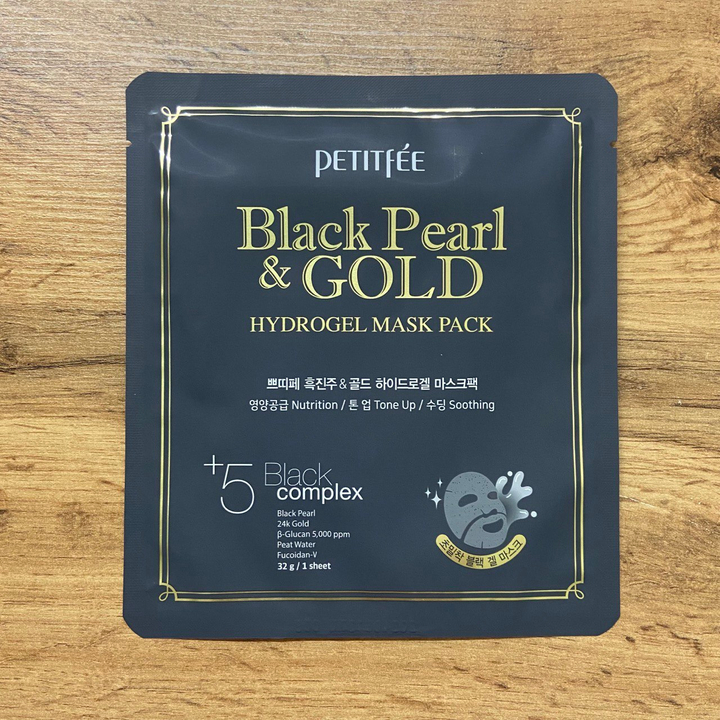 PETITFÉE
Black Pearl
& GOLD
HYDROGEL MASK PACK
쁘띠페 흑진주 & 골드 하이드로겔 마스크팩
영양공급 Nutrition / 톤 업 Tone Up / 수딩 Soothing
+5 Black
complex
Black Pearl
24k Gold
β-Glucan 5,000 ppm
Peat Water
Fucoidan-V
32 g / 1 sheet
초밀착 블랙 겔 마스크